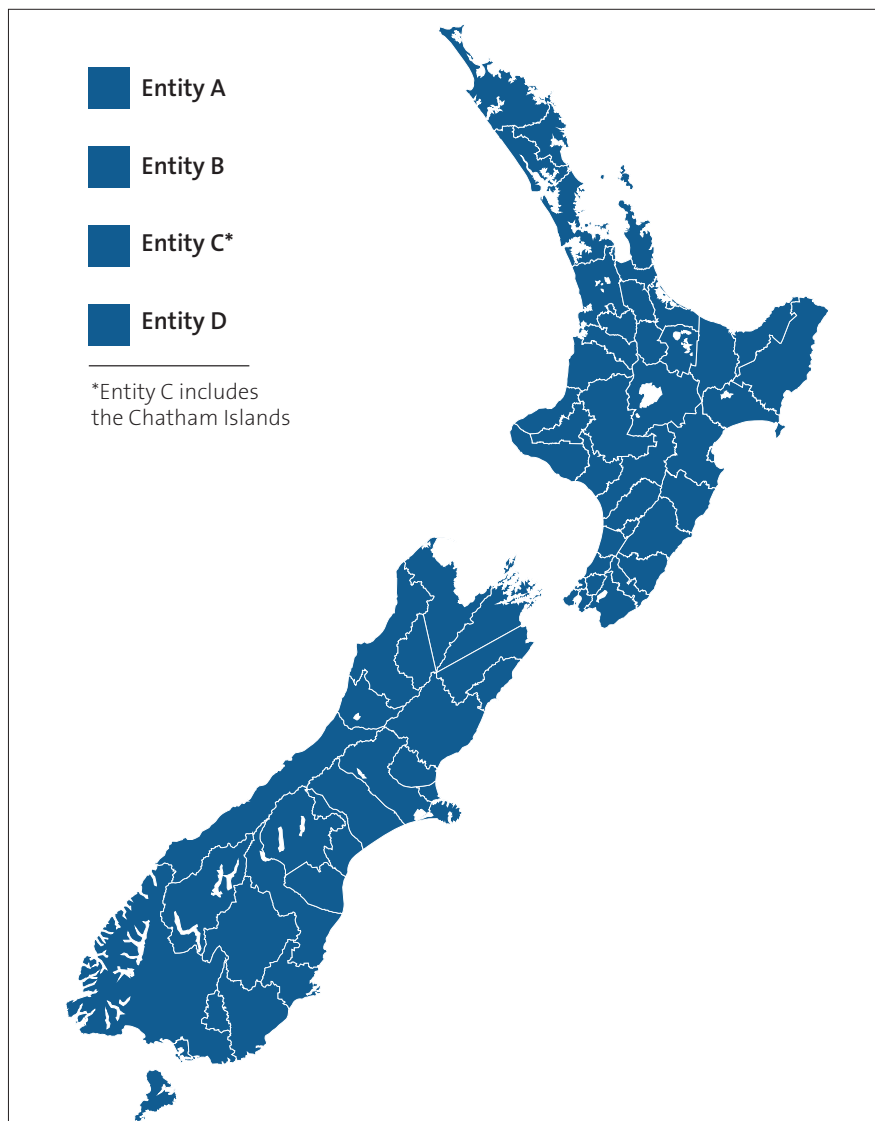 Entity A
Entity B
Entity C*
Entity D
*Entity C includes
the Chatham Islands